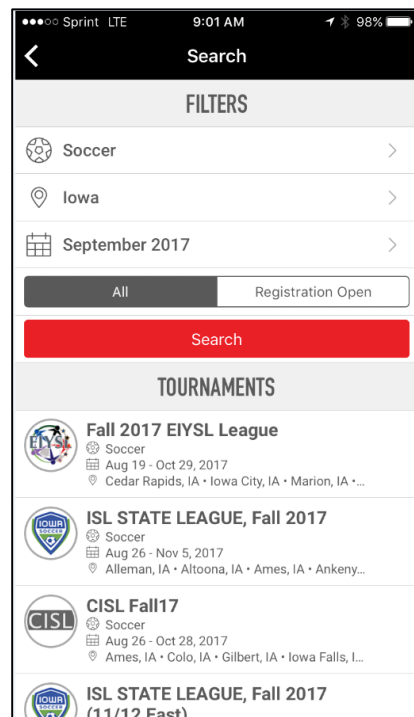 Sprint LTE 9:01 AM 98%
Search
FILTERS
Soccer
Iowa
September 2017
All Registration Open
Search
TOURNAMENTS
EIYSL
Fall 2017 EIYSL League
Soccer
Aug 19 - Oct 29, 2017
Cedar Rapids, IA • Iowa City, IA • Marion, IA •...
IOWA
SOCCER
ISL STATE LEAGUE, Fall 2017
Soccer
Aug 26 - Nov 5, 2017
Alleman, IA • Altoona, IA • Ames, IA • Ankeny...
CISL
CISL Fall17
Soccer
Aug 26 - Oct 28, 2017
Ames, IA • Colo, IA • Gilbert, IA • Iowa Falls, I...
IOWA
SOCCER
ISL STATE LEAGUE, Fall 2017
(11/12 East)